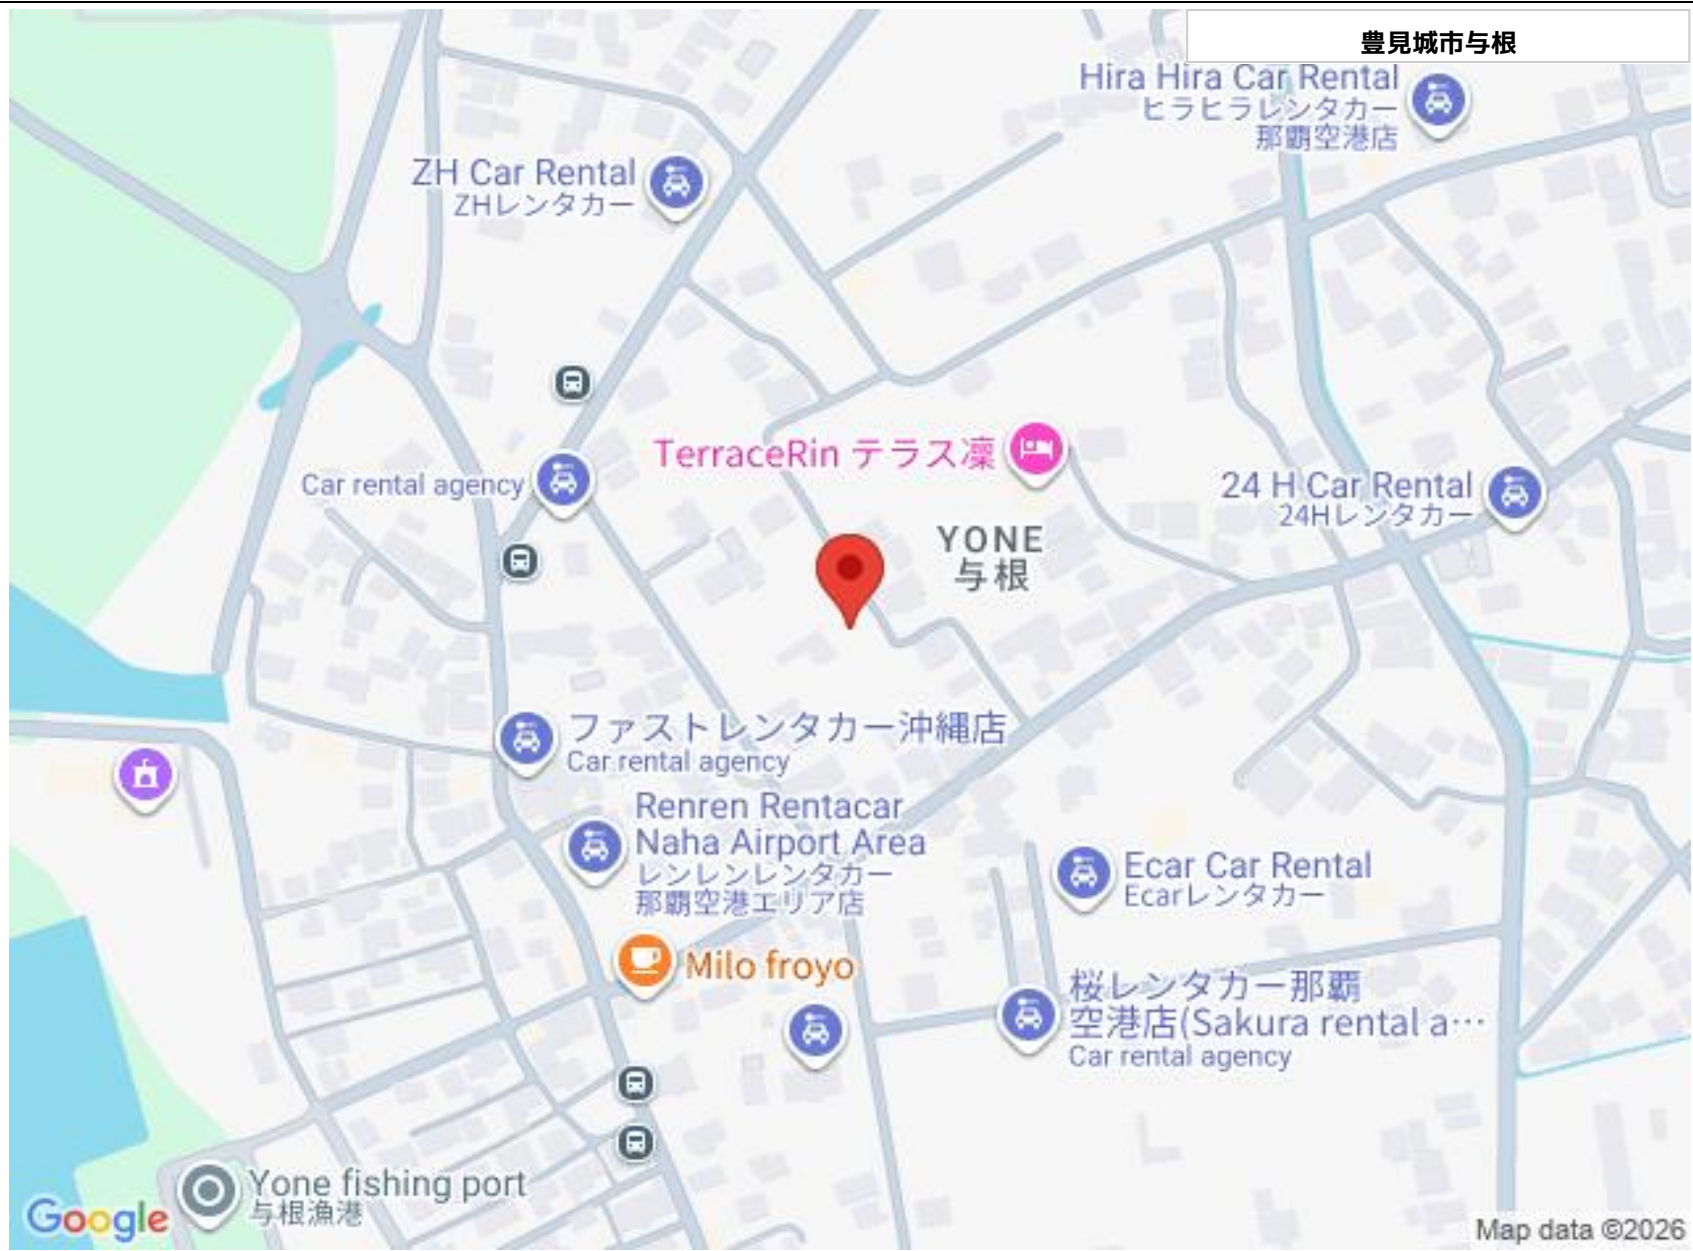 豊見城市与根
Hira Hira Car Rental
ヒラヒラレンタカー
那覇空港店
ZH Car Rental
ZHレンタカー
TerraceRin テラス凜
Car rental agency
24 H Car Rental
24Hレンタカー
YONE
与根
ファストレンタカー沖縄店
Car rental agency
Renren Rentacar
Naha Airport Area
レンレンレンタカー
那覇空港エリア店
Ecar Car Rental
Ecarレンタカー
Milo froyo
桜レンタカー那覇
空港店(Sakura rental a…
Car rental agency
Yone fishing port
与根漁港
Google
Map data ©2026